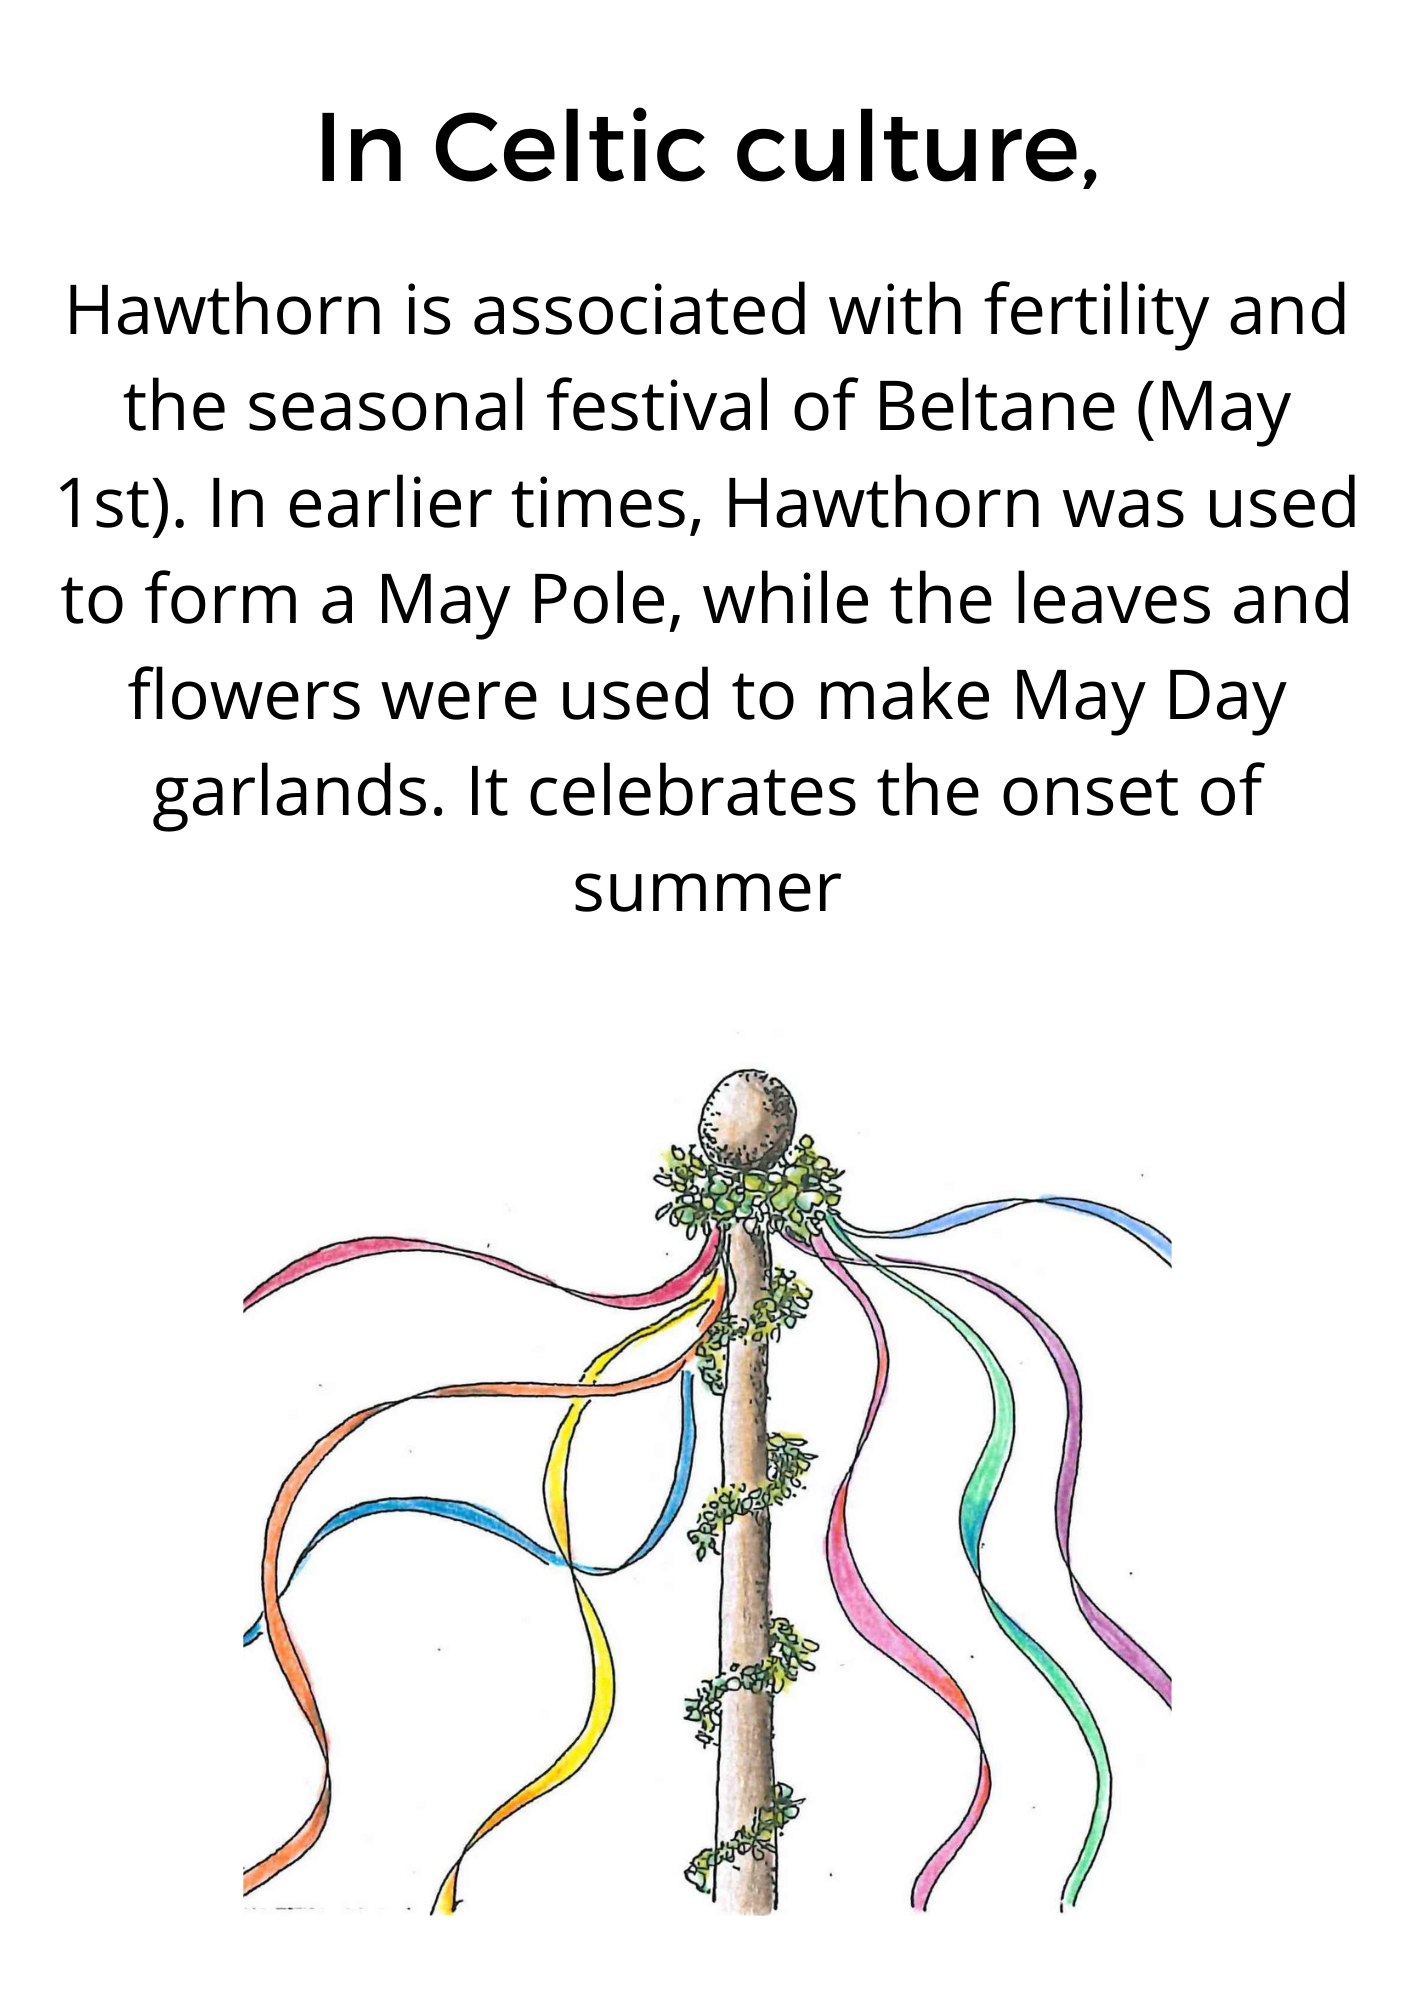 In Celtic culture,
Hawthorn is associated with fertility and
the seasonal festival of Beltane (May
1st). In earlier times, Hawthorn was used
to form a May Pole, while the leaves and
flowers were used to make May Day
garlands. It celebrates the onset of
summer